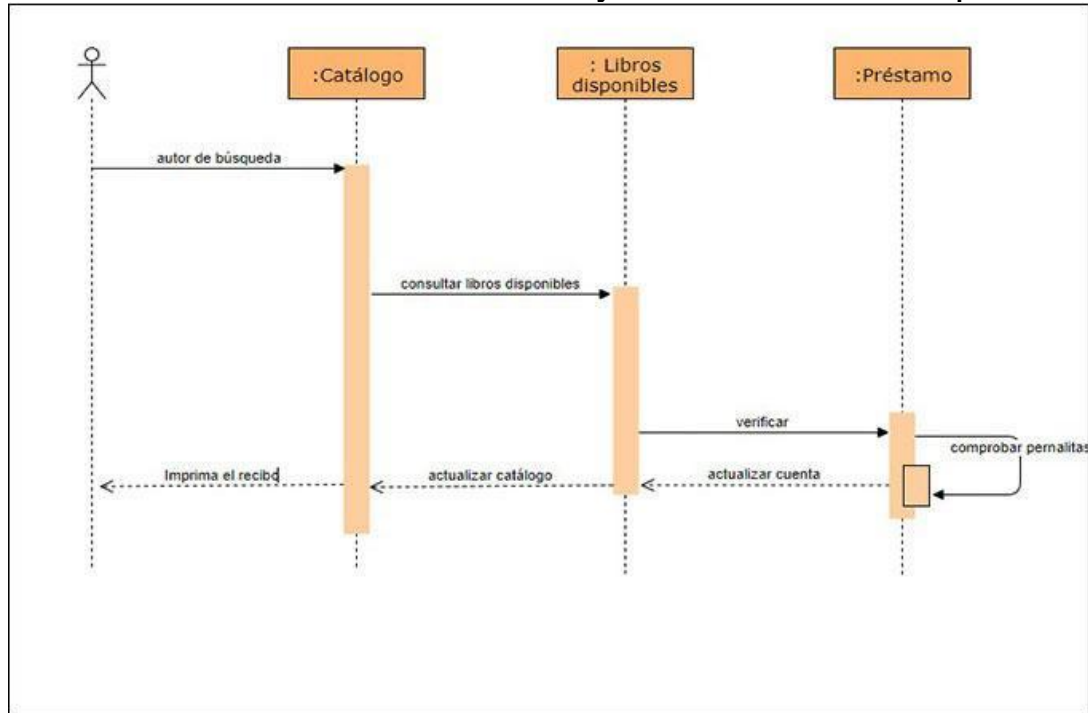 :Catálogo
: Libros
disponibles
:Préstamo
autor de búsqueda
consultar libros disponibles
verificar
comprobar pernalitas
Imprima el recibo
actualizar catálogo
actualizar cuenta